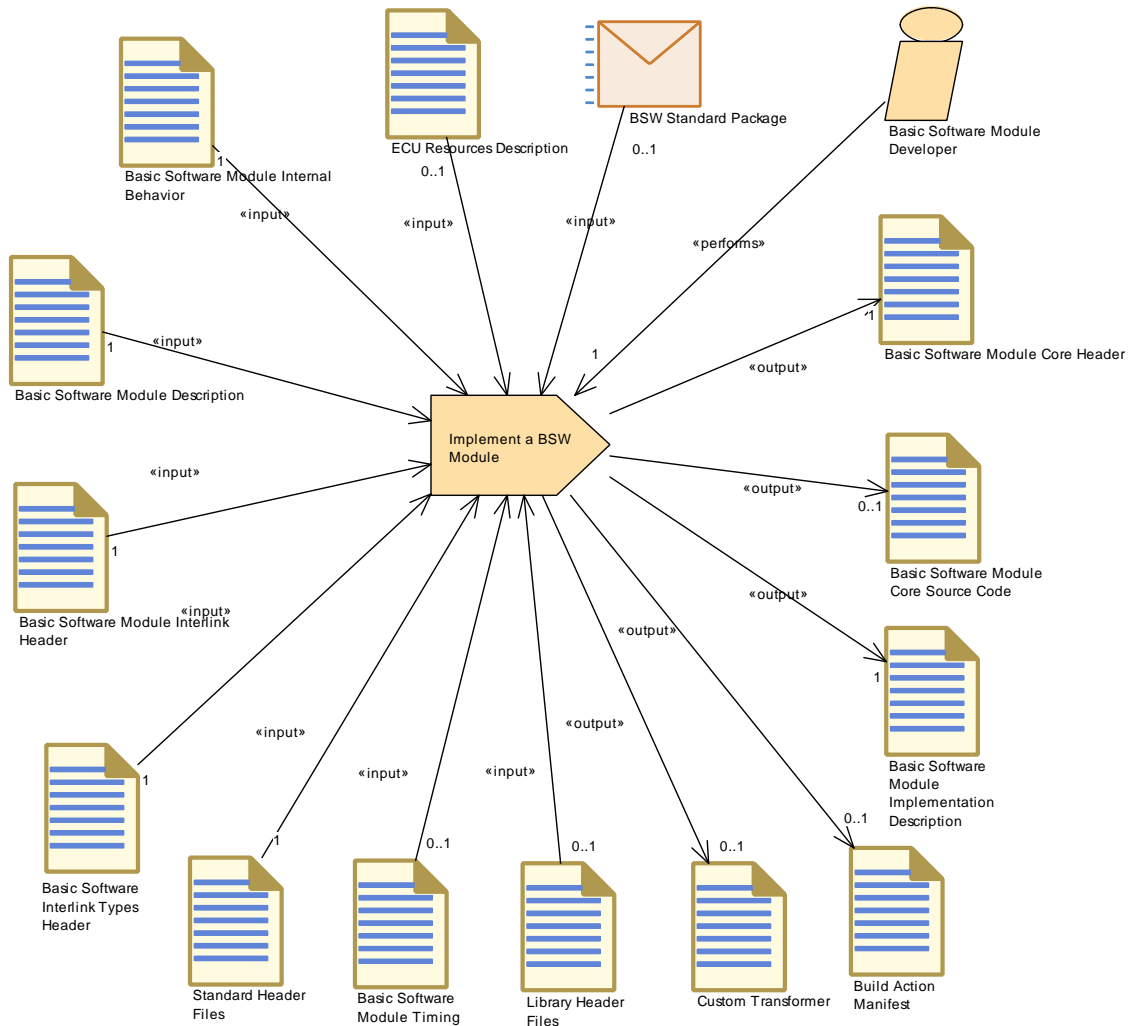 BSW Standard Package
0..1
ECU Resources Description
0..1
Basic Software Module
Developer
1
Basic Software Module Internal
Behavior
«input»
«input»
«input»
«performs»
1
Basic Software Module Core Header
1
«input»
Basic Software Module Description
1
«output»
Implement a BSW
Module
«input»
1
Basic Software Module Interlink
Header
«output»
0..1
Basic Software Module
Core Source Code
«input»
«output»
«output»
1
Basic Software
Module
Implementation
Description
1
Basic Software
Interlink Types
Header
«input»
«input»
«input»
«output»
1
Standard Header
Files
0..1
Basic Software
Module Timing
0..1
Library Header
Files
0..1
Custom Transformer
0..1
Build Action
Manifest